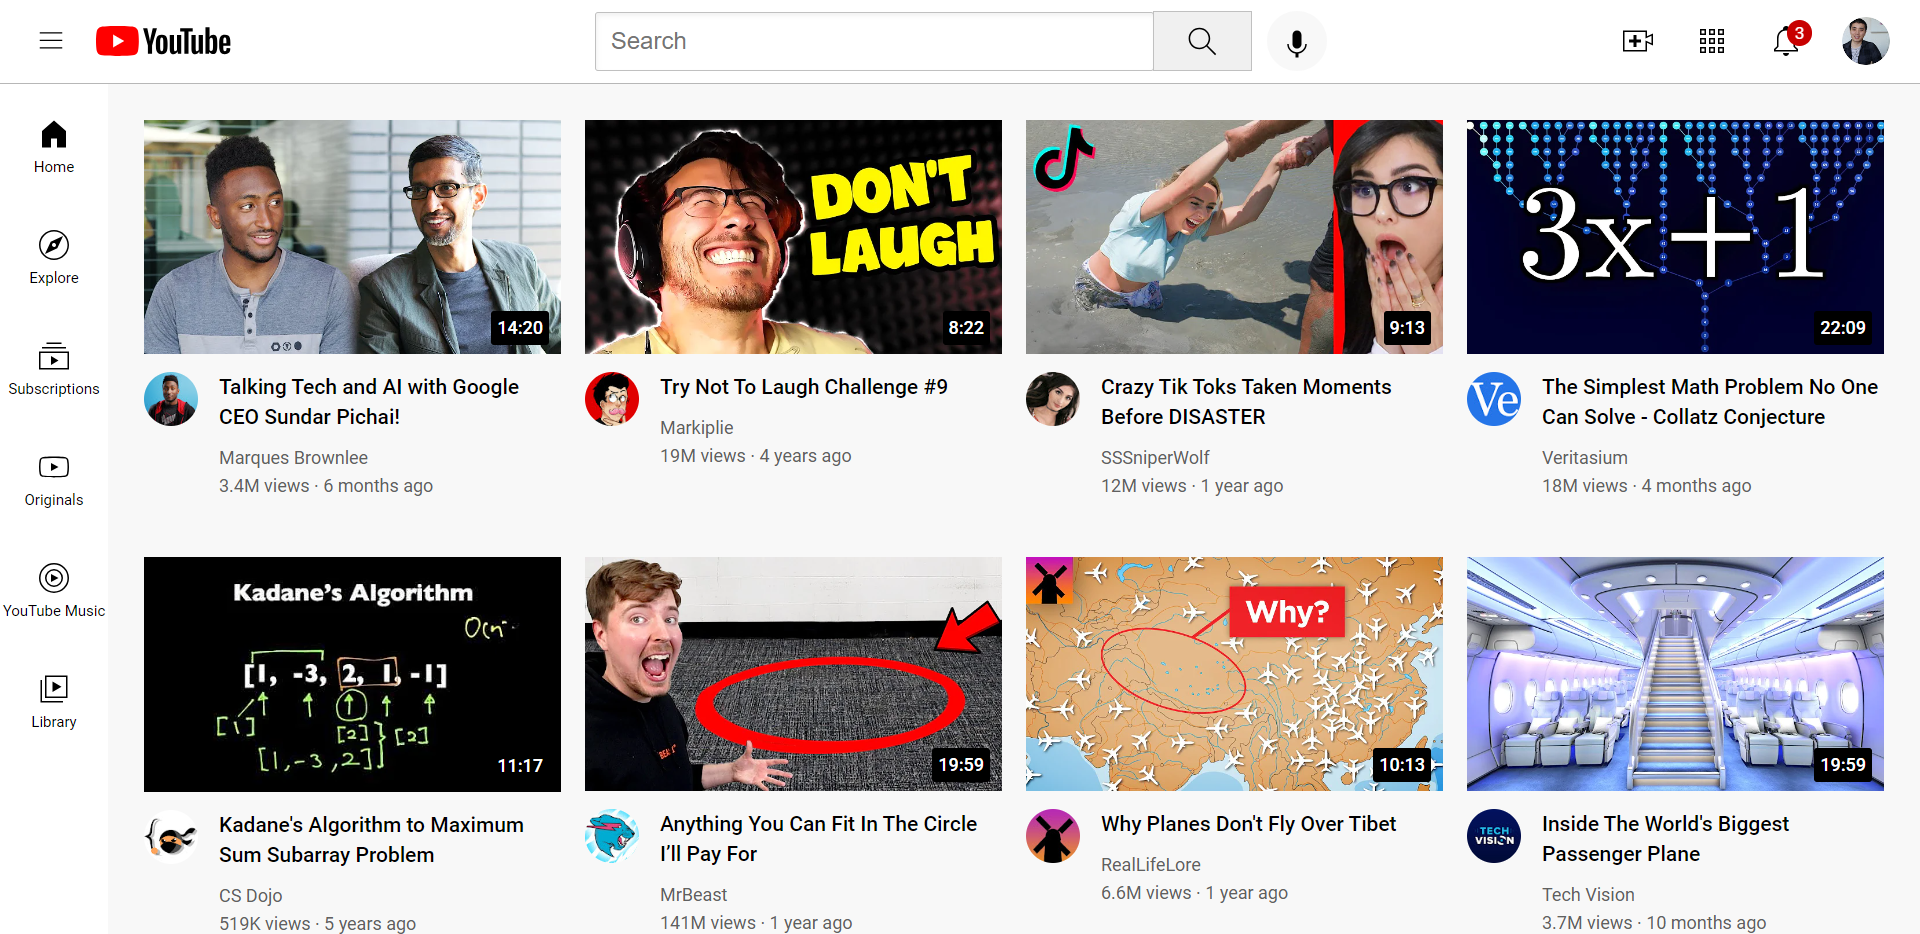 YouTube
Search
3
Home
Explore
Subscriptions
Originals
YouTube Music
Library
14:20
Talking Tech and AI with Google
CEO Sundar Pichai!
Marques Brownlee
3.4M views · 6 months ago
DON'T
LAUGH
8:22
Try Not To Laugh Challenge #9
Markiplie
19M views · 4 years ago
9:13
Crazy Tik Toks Taken Moments
Before DISASTER
SSSniperWolf
12M views · 1 year ago
3x+1
22:09
Ve
The Simplest Math Problem No One
Can Solve - Collatz Conjecture
Veritasium
18M views · 4 months ago
Kadane's Algorithm
[1, -3, 2, 1, -1]
[1]
[2]
[2]
[1,-3,2]
11:17
Kadane's Algorithm to Maximum
Sum Subarray Problem
CS Dojo
519K views · 5 years ago
19:59
Anything You Can Fit In The Circle
I’ll Pay For
MrBeast
141M views · 1 year ago
Why?
10:13
Why Planes Don't Fly Over Tibet
RealLifeLore
6.6M views · 1 year ago
19:59
TECH
VISION
Inside The World's Biggest
Passenger Plane
Tech Vision
3.7M views · 10 months ago